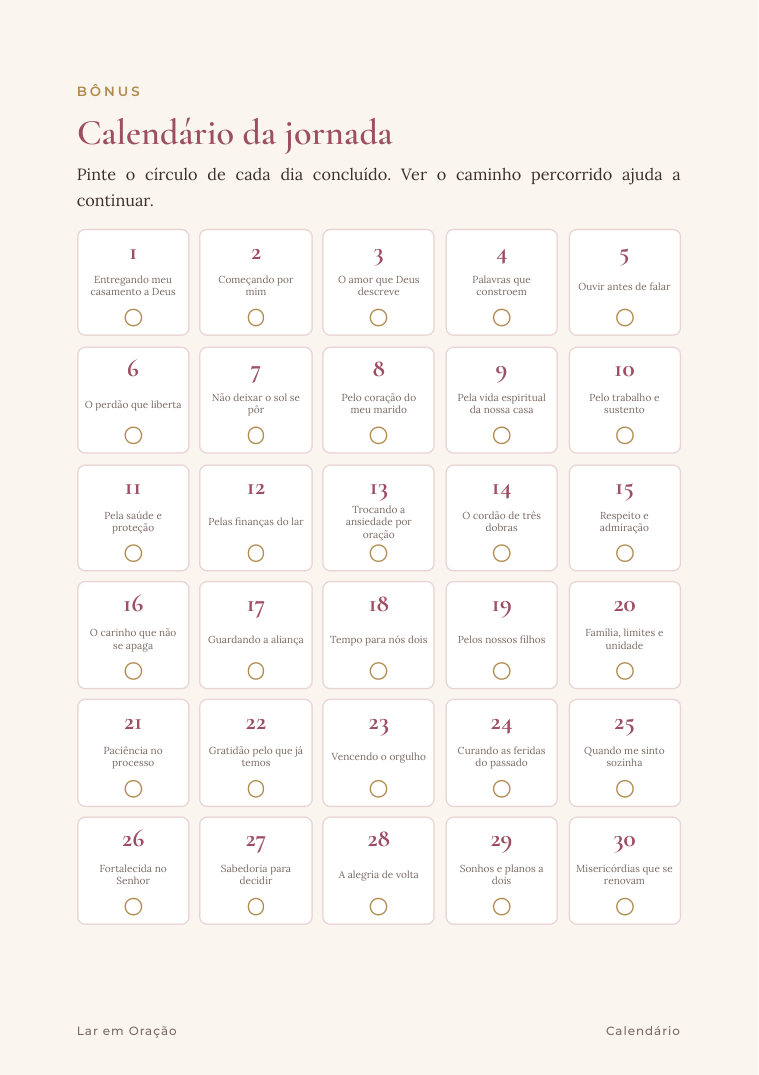 BÔNUS
Calendário da jornada
Pinte o círculo de cada dia concluído. Ver o caminho percorrido ajuda a
continuar.
1
Entregando meu
casamento a Deus
2
Começando por
mim
3
O amor que Deus
descreve
4
Palavras que
constroem
5
Ouvir antes de falar
6
O perdão que liberta
7
Não deixar o sol se
pôr
8
Pelo coração do
meu marido
9
Pela vida espiritual
da nossa casa
10
Pelo trabalho e
sustento
11
Pela saúde e
proteção
12
Pelas finanças do lar
13
Trocando a
ansiedade por
oração
14
O cordão de três
dobras
15
Respeito e
admiração
16
O carinho que não
se apaga
17
Guardando a aliança
18
Tempo para nós dois
19
Pelos nossos filhos
20
Família, limites e
unidade
21
Paciência no
processo
22
Gratidão pelo que já
temos
23
Vencendo o orgulho
24
Curando as feridas
do passado
25
Quando me sinto
sozinha
26
Fortalecida no
Senhor
27
Sabedoria para
decidir
28
A alegria de volta
29
Sonhos e planos a
dois
30
Misericórdias que se
renovam
Lar em Oração
Calendário